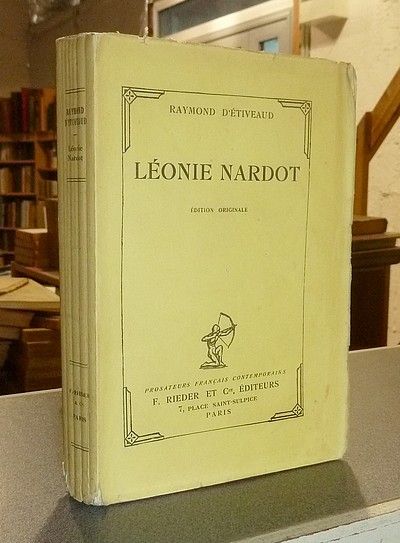 RAYMOND D'ÉTIVEAUD
LÉONIE NARDOT
ÉDITION ORIGINALE
PROSATEURS FRANÇAIS CONTEMPORAINS
F. RIEDER ET Cie, ÉDITEURS
7, PLACE SAINT-SULPICE
PARIS
RAYMOND
D'ÉTIVEAUD
Léonie
Nardot
F. RIEDER
PARIS